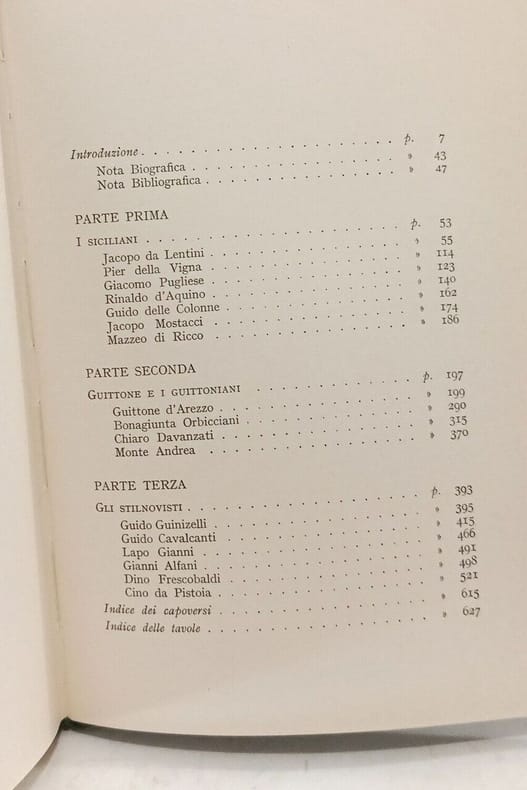 Introduzione . . . . . . . . . . . . . . . . . . . p. 7
Nota Biografica . . . . . . . . . . . . . . . . » 43
Nota Bibliografica . . . . . . . . . . . . . . . » 47
PARTE PRIMA
I SICILIANI . . . . . . . . . . . . . . . . . . . p. 53
Jacopo da Lentini . . . . . . . . . . . . . . . » 55
Pier della Vigna . . . . . . . . . . . . . . . » 114
Giacomo Pugliese . . . . . . . . . . . . . . . » 123
Rinaldo d'Aquino . . . . . . . . . . . . . . . » 140
Guido delle Colonne . . . . . . . . . . . . . . » 162
Jacopo Mostacci . . . . . . . . . . . . . . . » 174
Mazzeo di Ricco . . . . . . . . . . . . . . . » 186
PARTE SECONDA
GUITTONE E I GUITTONIANI . . . . . . . . . . . . p. 197
Guittone d'Arezzo . . . . . . . . . . . . . . . » 199
Bonagiunta Orbicciani . . . . . . . . . . . . . » 290
Chiaro Davanzati . . . . . . . . . . . . . . . » 315
Monte Andrea . . . . . . . . . . . . . . . . » 370
PARTE TERZA
GLI STILNOVISTI . . . . . . . . . . . . . . . . p. 393
Guido Guinizelli . . . . . . . . . . . . . . . » 395
Guido Cavalcanti . . . . . . . . . . . . . . . » 415
Lapo Gianni . . . . . . . . . . . . . . . . » 466
Gianni Alfani . . . . . . . . . . . . . . . . » 491
Dino Frescobaldi . . . . . . . . . . . . . . . » 498
Cino da Pistoia . . . . . . . . . . . . . . . » 521
Indice dei capoversi . . . . . . . . . . . . . . » 615
Indice delle tavole . . . . . . . . . . . . . . . » 627